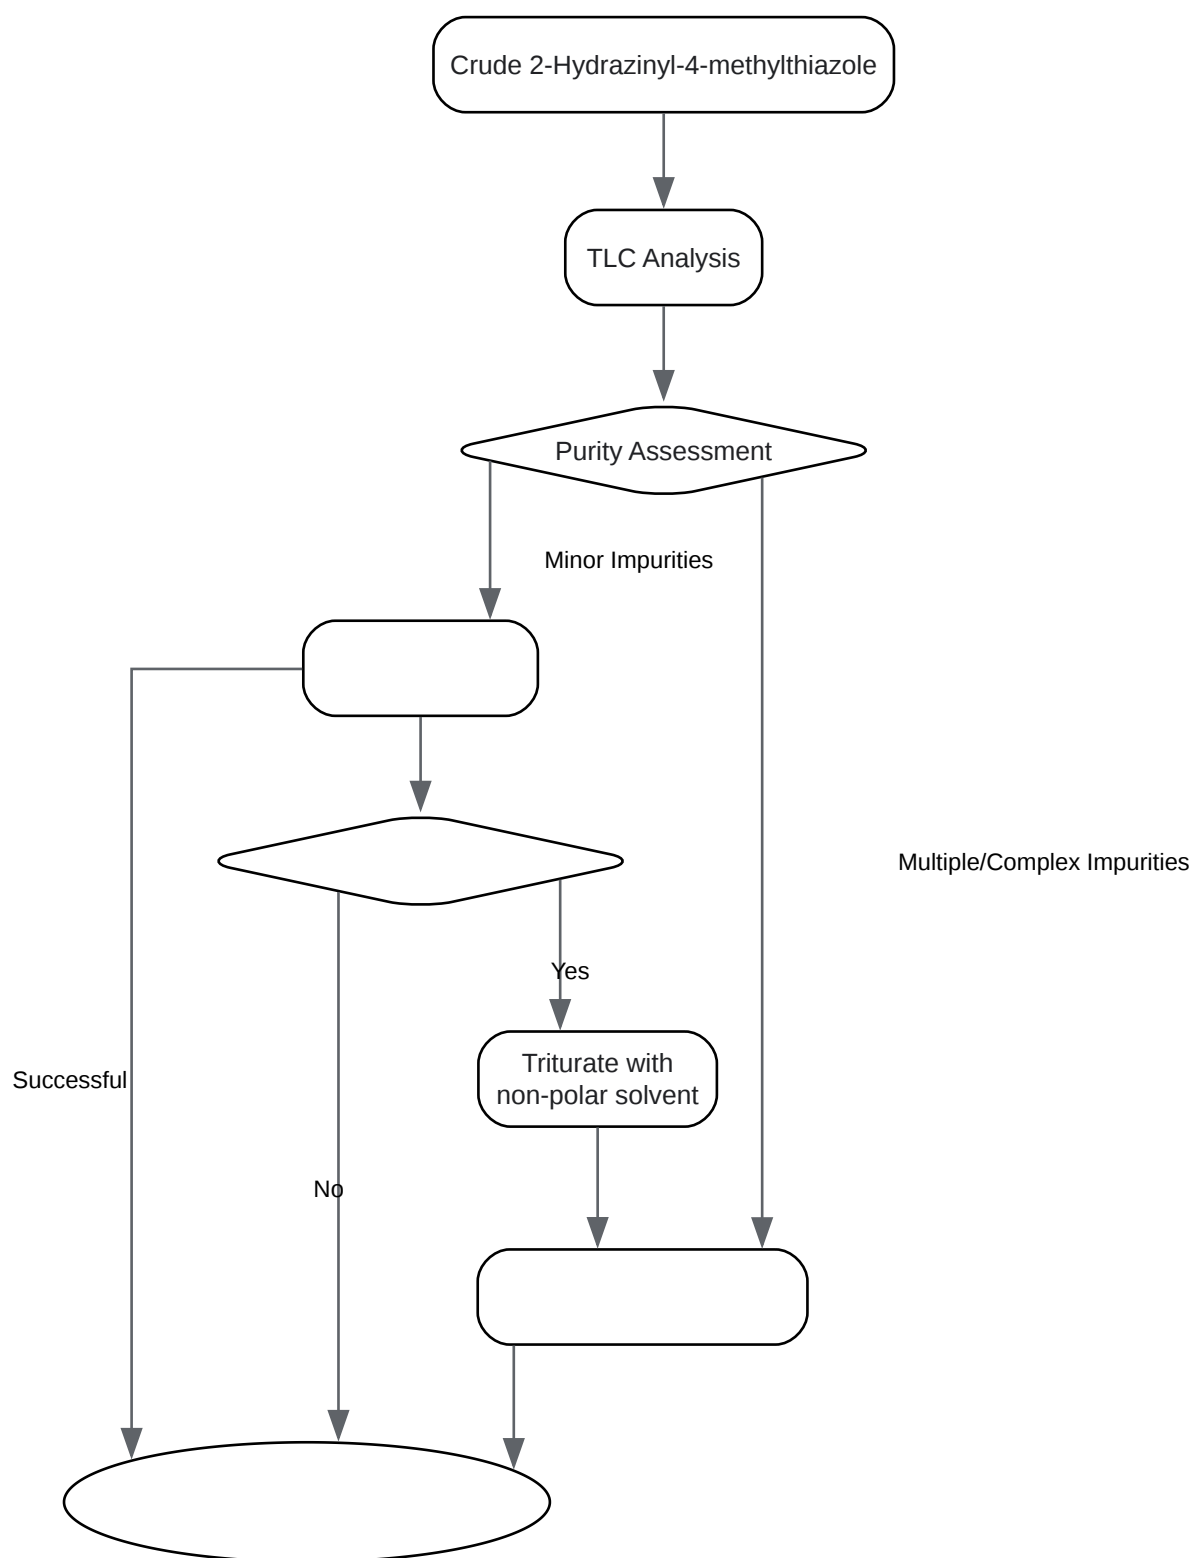 Crude 2-Hydrazinyl-4-methylthiazole
TLC Analysis
Purity Assessment
Minor Impurities
Multiple/Complex Impurities
Yes
Triturate with
non-polar solvent
Successful
No